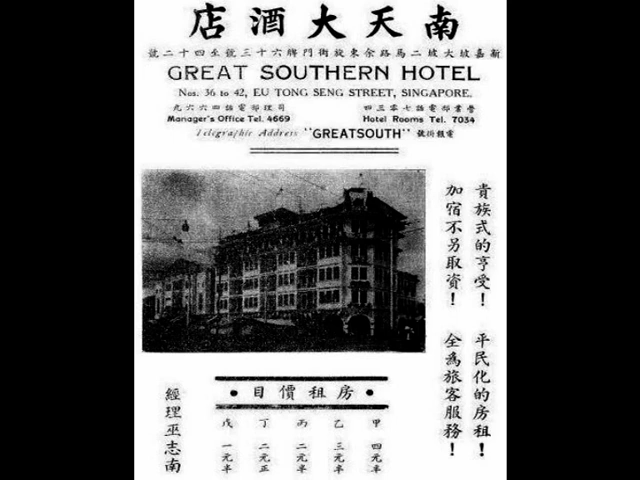 南天大酒店
新嘉坡大坡二馬路余東旋街門牌三十六號至四十二號
GREAT SOUTHERN HOTEL
Nos. 36 to 42, EU TONG SENG STREET, SINGAPORE.
營業部電話七零三四 司理部電話四六六九
Manager's Office Tel. 4669 Hotel Rooms Tel. 7034
Telegraphic Address "GREATSOUTH" 電報掛號
貴族式的享受！
平民化的房租！
加宿不另取資！
全為旅客服務！
• 房租價目 •
甲 四元半
乙 三元半
丙 二元半
丁 二元正
戊 一元半
經理巫志南